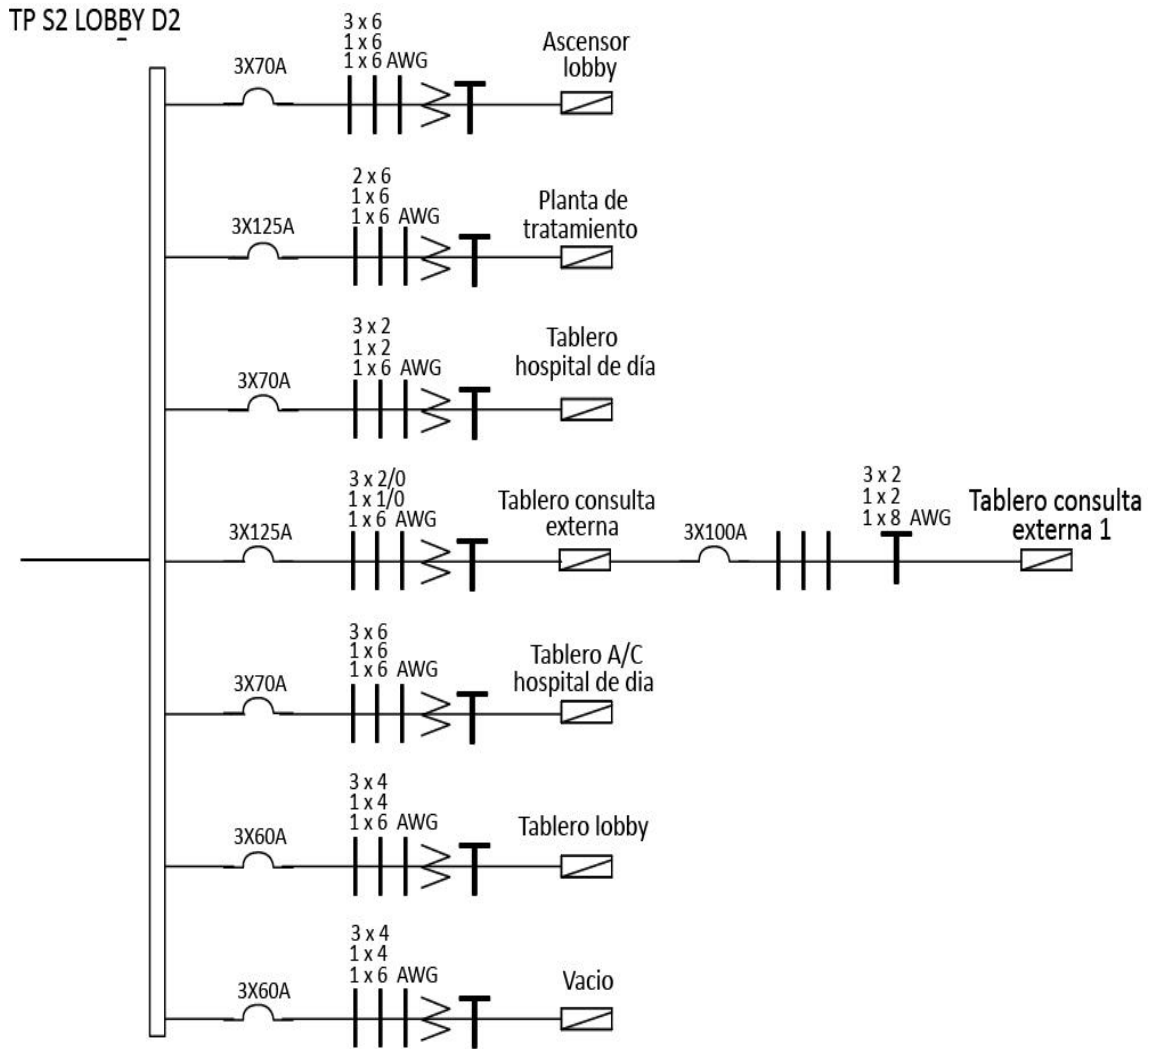 TP S2 LOBBY D2
3X70A
3 x 6
1 x 6
1 x 6 AWG
Ascensor
lobby
3X125A
2 x 6
1 x 6
1 x 6 AWG
Planta de
tratamiento
3X70A
3 x 2
1 x 2
1 x 6 AWG
Tablero
hospital de día
3X125A
3 x 2/0
1 x 1/0
1 x 6 AWG
Tablero consulta
externa
3X100A
3 x 2
1 x 2
1 x 8 AWG
Tablero consulta
externa 1
3X70A
3 x 6
1 x 6
1 x 6 AWG
Tablero A/C
hospital de dia
3X60A
3 x 4
1 x 4
1 x 6 AWG
Tablero lobby
3X60A
3 x 4
1 x 4
1 x 6 AWG
Vacio